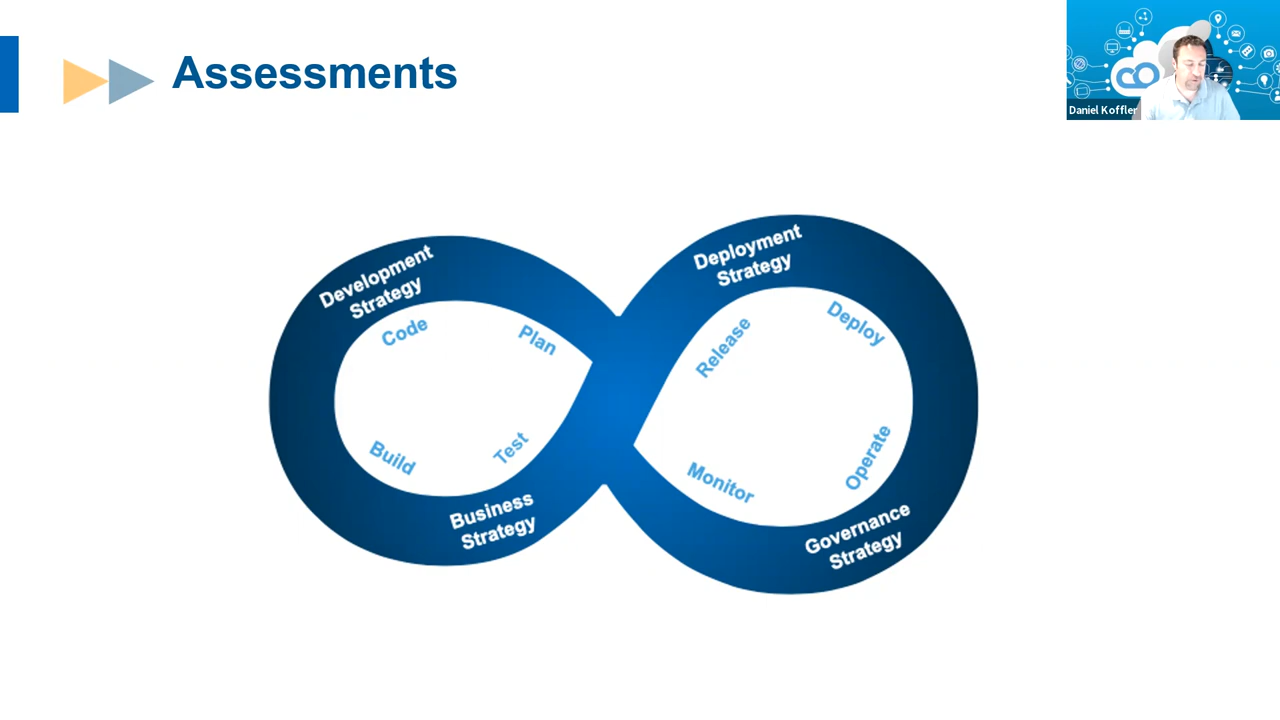 Assessments
Daniel Koffler
Development
Strategy
Code
Plan
Build
Test
Business
Strategy
Deployment
Strategy
Release
Deploy
Monitor
Operate
Governance
Strategy